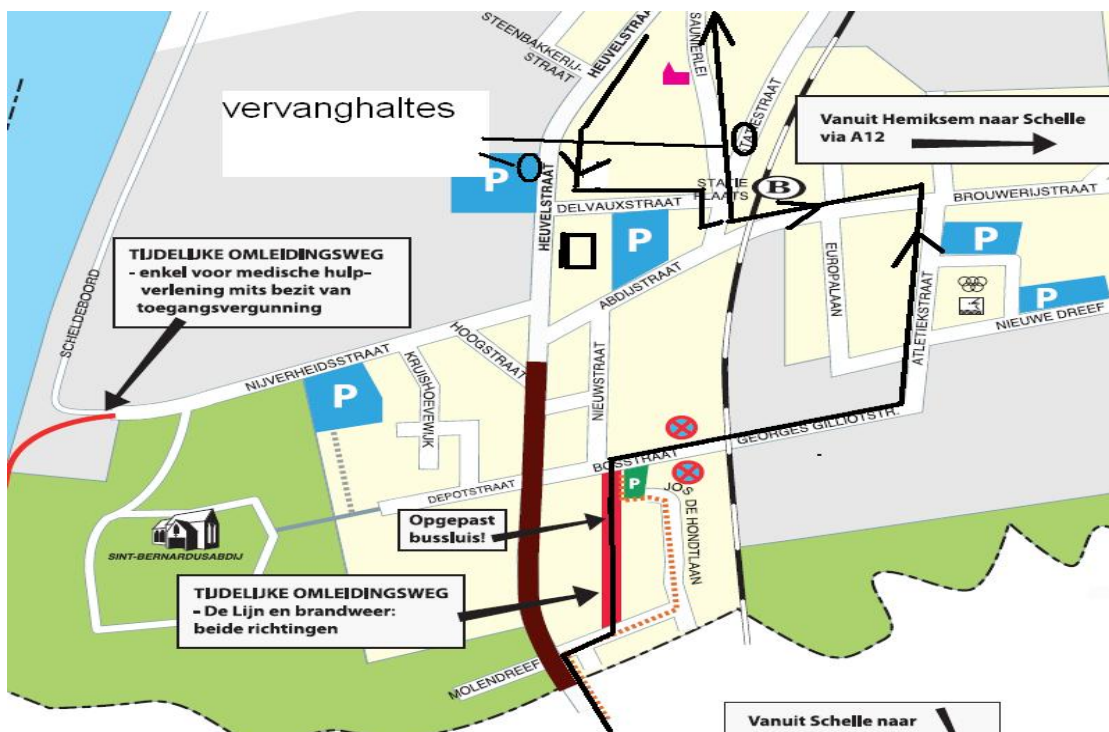 STEENBAKKERIJ-
STRAAT
HEUVELSTRAAT
SAUNIERLEI
STATIESTRAAT
vervanghaltes
Vanuit Hemiksem naar Schelle
via A12
P
HEUVELSTRAAT
DELVAUXSTRAAT
STATIE
PLAATS
B
BROUWERIJSTRAAT
P
P
ABDIJSTRAAT
EUROPALAAN
SCHELDEBOORD
TIJDELIJKE OMLEIDINGSWEG
- enkel voor medische hulp-
verlening mits bezit van
toegangsvergunning
P
NIEUWE DREEF
ATLETIEKSTRAAT
NIJVERHEIDSSTRAAT
HOOGSTRAAT
KRUISHOEVEWIJK
NIEUWSTRAAT
P
GEORGES GILLIOTSTR.
BOSSTRAAT
DEPOTSTRAAT
P
JOS DE HONDTLAAN
Opgepast
bussluis!
SINT-BERNARDUSABDIJ
TIJDELIJKE OMLEIDINGSWEG
- De Lijn en brandweer:
beide richtingen
MOLENDREEF
Vanuit Schelle naar